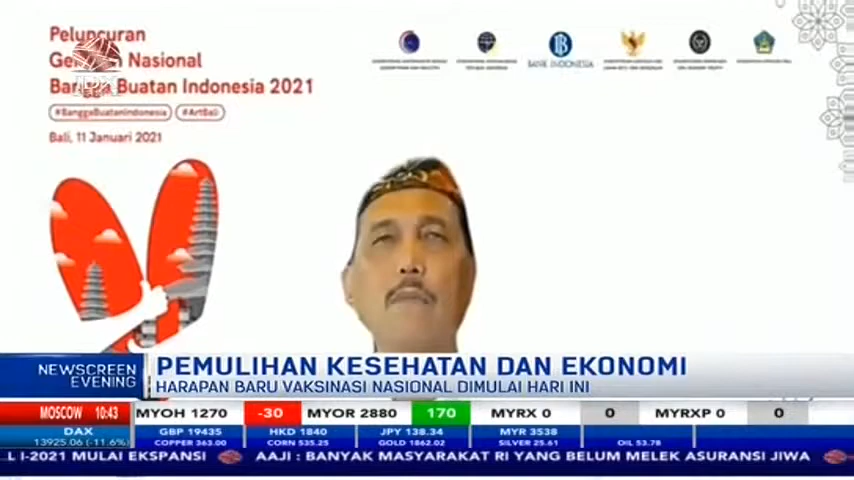 Peluncuran
Gerakan Nasional
Bangga Buatan Indonesia 2021
#BanggaBuatanIndonesia #ArtBali
Bali, 11 Januari 2021
IDX
BANK INDONESIA
NEWSCREEN
EVENING
PEMULIHAN KESEHATAN DAN EKONOMI
HARAPAN BARU VAKSINASI NASIONAL DIMULAI HARI INI
MOSCOW 10:43 MYOH 1270 -30 MYOR 2880 170 MYRX 0 0 MYRXP 0 0
DAX GBP 19435 HKD 1840 JPY 138.34 MYR 3538
13925.06 (-11.6% COPPER 363.00 CORN 535.25 GOLD 1862.02 SILVER 25.61 OIL 53.78
L I-2021 MULAI EKSPANSI AAJI : BANYAK MASYARAKAT RI YANG BELUM MELEK ASURANSI JIWA